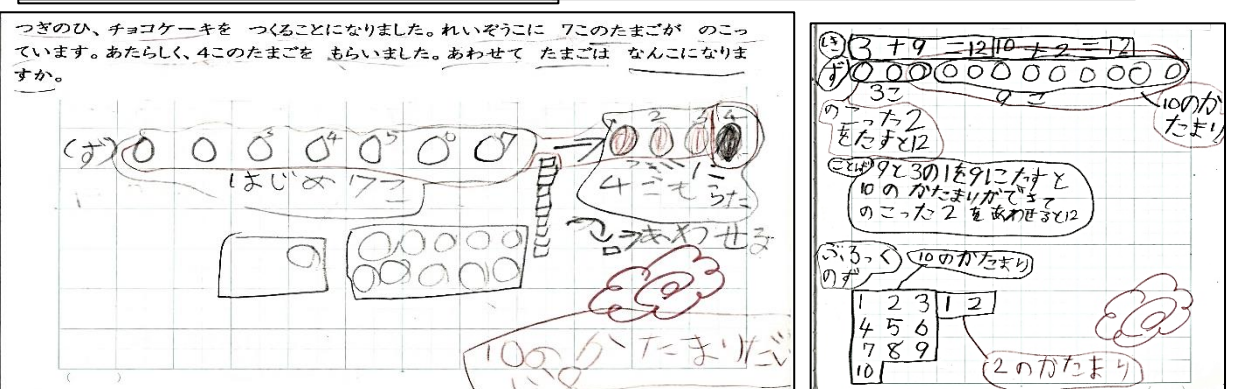 つぎのひ、チョコケーキを つくることになりました。れいぞうこに 7このたまごが のこっ
ています。あたらしく、4このたまごを もらいました。あわせて たまごは なんこになりま
すか。
(ず)
3 4 5 6 7
2 3 4
はじめ 7こ
あわせる
10の
かたまり
しき 3+9=12 10+2=12
ず
3こ
9こ
10のか
たまり
のこった2
をたすと12
ことば 9と3の1を9にたすと
10のかたまりができて
のこった2をあわせると12
ぶろっく
のず
10のかたまり
1 2 3 1 2
4 5 6
7 8 9
10
2のかたまり